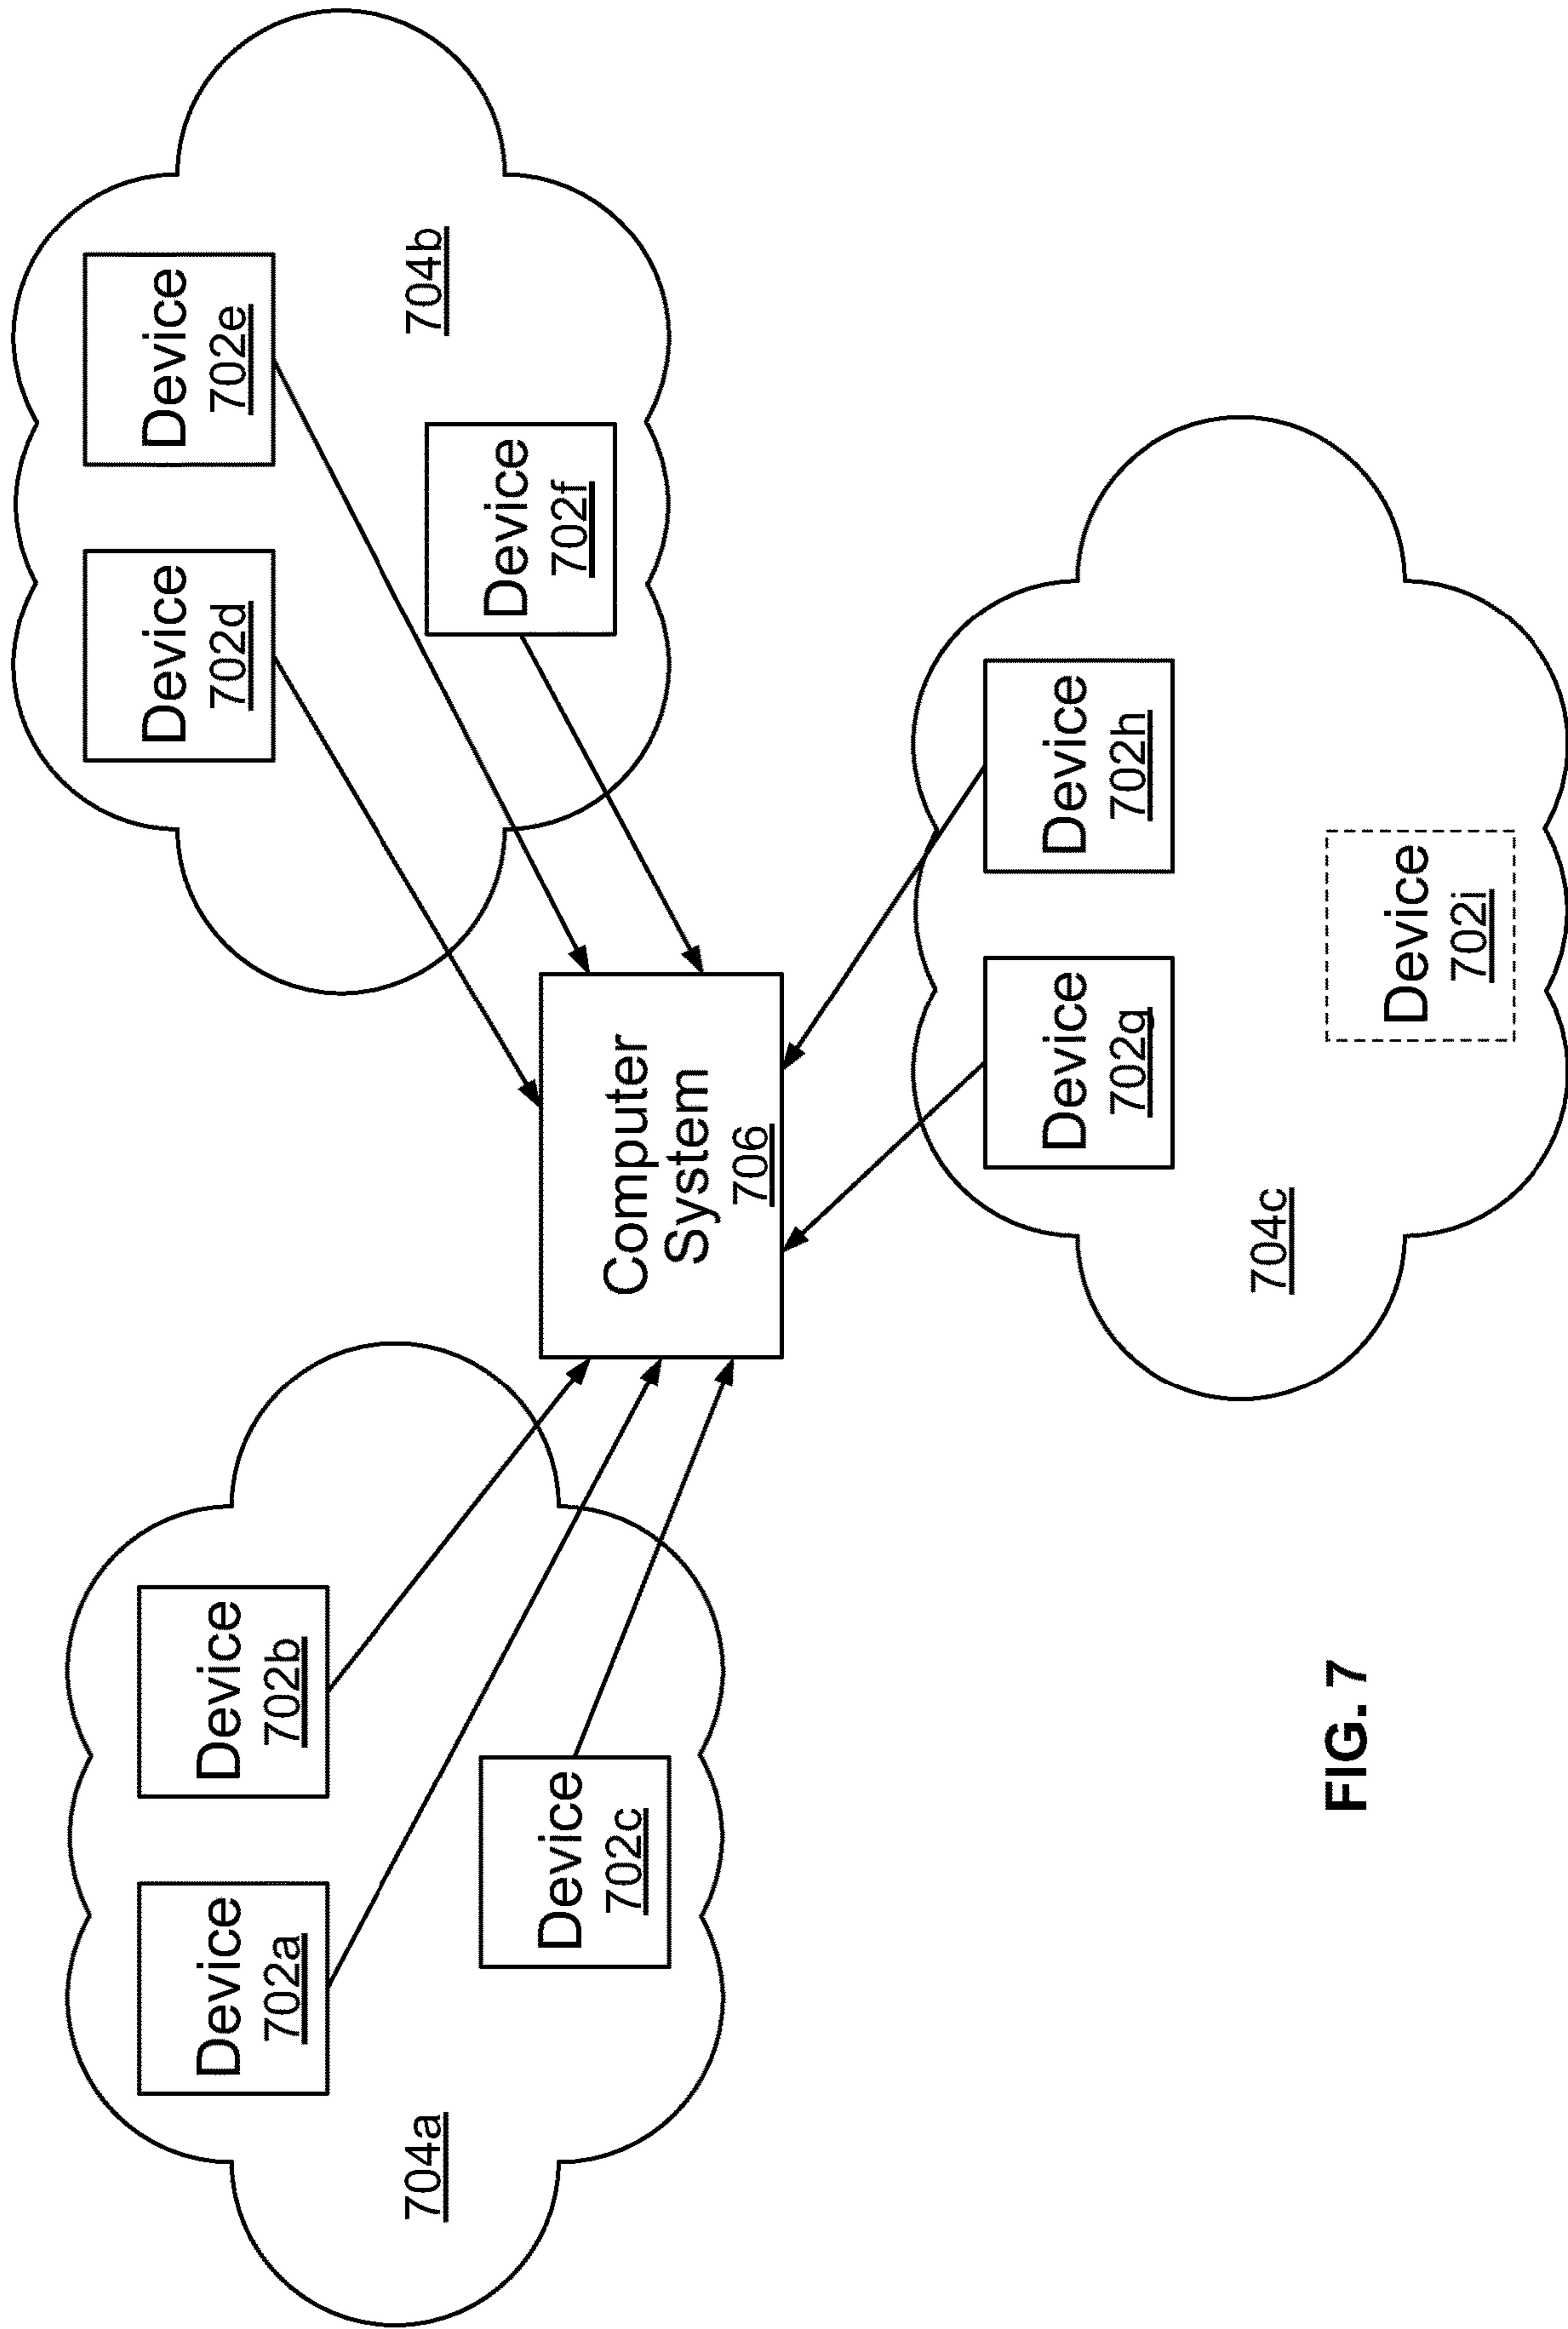 Device
702a
Device
702b
Device
702c
704a
Device
702d
Device
702e
Device
702f
704b
Computer
System
706
Device
702g
Device
702h
Device
702i
704c
FIG. 7